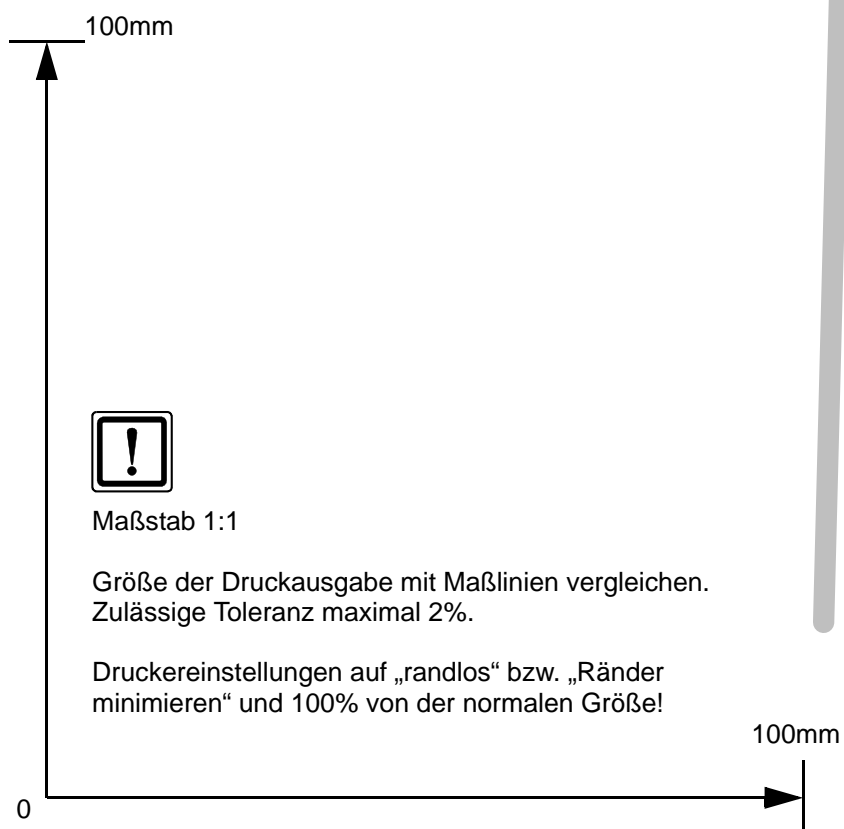 100mm
!
Maßstab 1:1
Größe der Druckausgabe mit Maßlinien vergleichen.
Zulässige Toleranz maximal 2%.
Druckereinstellungen auf „randlos“ bzw. „Ränder
minimieren“ und 100% von der normalen Größe!
100mm
0